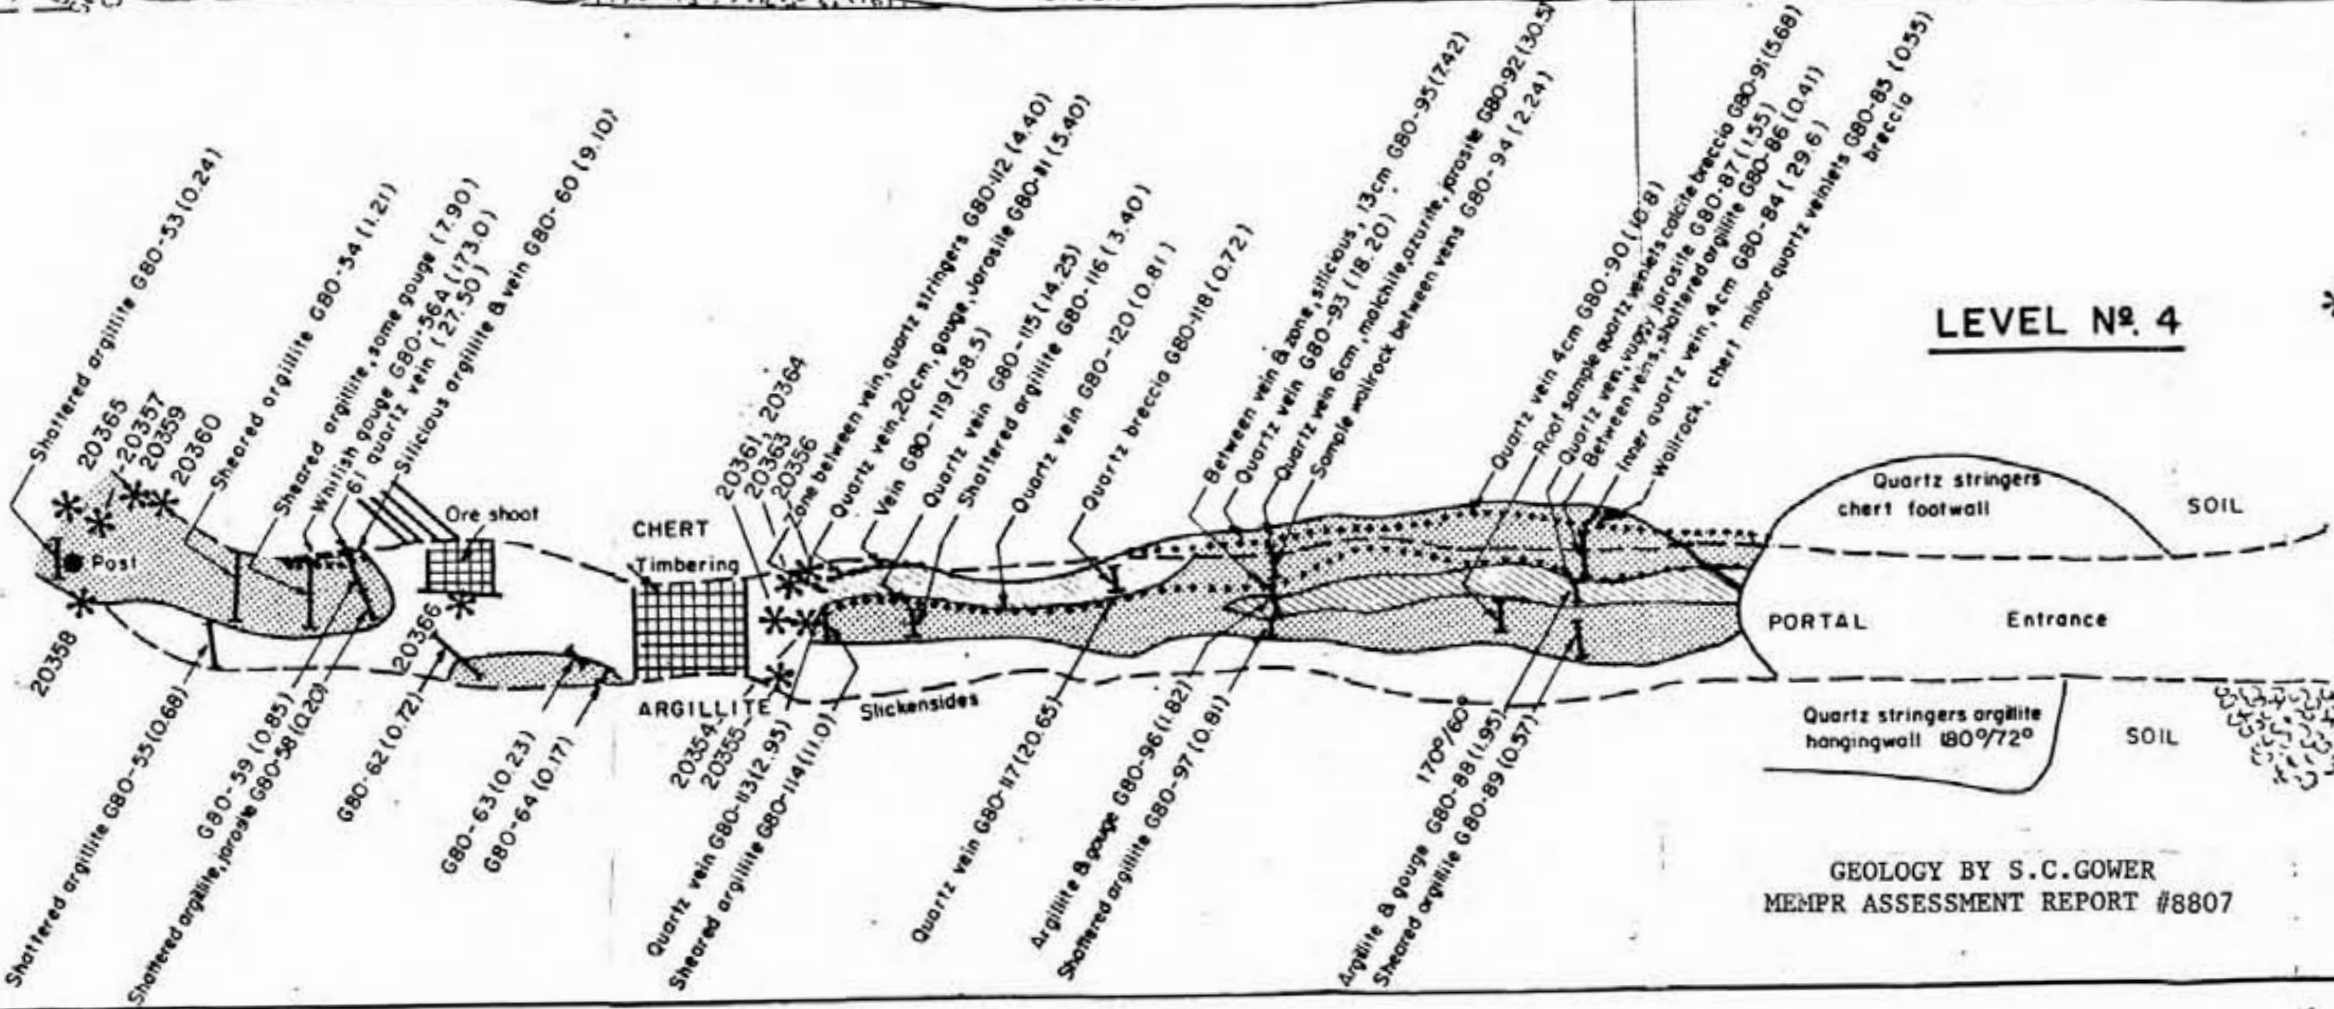 Shattered argillite G80-53 (0.24)
20365
20357
20359
20360
Sheared argillite G80-54 (1.21)
Sheared argillite, some gouge (7.90)
Whitish gouge G80-56A (173.0)
61 quartz vein (27.50)
Silicious argillite & vein G80-60 (9.10)
Post
Ore shoot
20358
20366
Shattered argillite G80-55 (0.68)
G80-59 (0.85)
Shattered argillite, jarosite G80-58 (0.20)
G80-62 (0.72)
G80-63 (0.23)
G80-64 (0.17)
CHERT
Timbering
ARGILLITE
20361, 20364
20363
20356
Zone between vein, quartz stringers G80-112 (4.40)
Quartz vein, 20cm, gouge, Jarosite G80-111 (5.40)
Vein G80-119 (58.5)
Quartz vein G80-115 (14.25)
Shattered argillite G80-116 (3.40)
Quartz vein G80-120 (0.81)
Quartz breccia G80-118 (0.72)
20354
20355
Quartz vein G80-113 (2.95)
Sheared argillite G80-114 (11.0)
Slickensides
Quartz vein G80-117 (20.65)
Between vein & zone, silicious, 13cm G80-95 (7.42)
Quartz vein G80-93 (18.20)
Quartz vein 6cm, malchite, azurite, jarosite G80-92 (30.5)
Sample wallrock between veins G80-94 (2.24)
Argillite & gouge G80-96 (1.82)
Shattered argillite G80-97 (0.81)
Quartz vein 4cm G80-90 (10.8)
Roof sample quartz veinlets calcite breccia G80-91 (5.68)
Quartz vein, vuggy jarosite G80-87 (1.55)
Between veins, shattered argillite G80-86 (0.41)
Inner quartz vein, 4cm G80-84 (29.6)
Wallrock, chert minor quartz veinlets G80-85 (0.55)
breccia
170°/60°
Argillite & gouge G80-88 (1.95)
Sheared argillite G80-89 (0.57)
LEVEL Nº. 4
Quartz stringers
chert footwall
SOIL
PORTAL
Entrance
Quartz stringers argillite
hangingwall 180°/72°
SOIL
GEOLOGY BY S.C.GOWER
MEMPR ASSESSMENT REPORT #8807